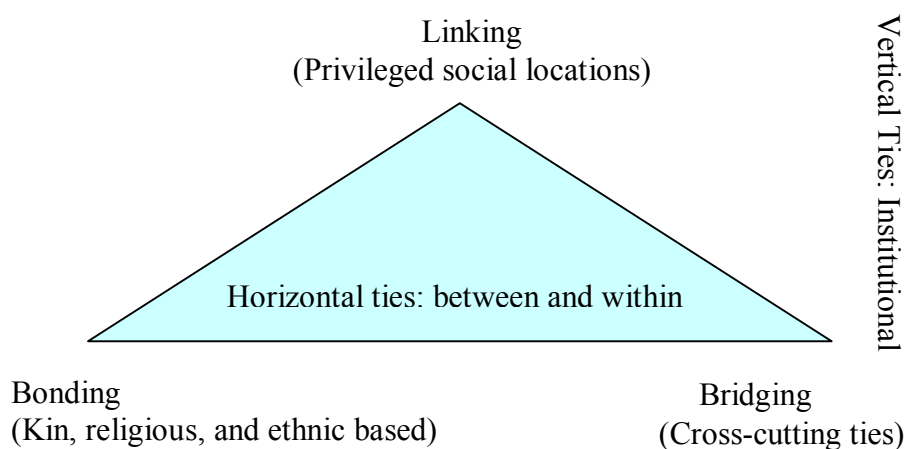 Linking
(Privileged social locations)
Vertical Ties: Institutional
Horizontal ties: between and within
Bonding
(Kin, religious, and ethnic based)
Bridging
(Cross-cutting ties)